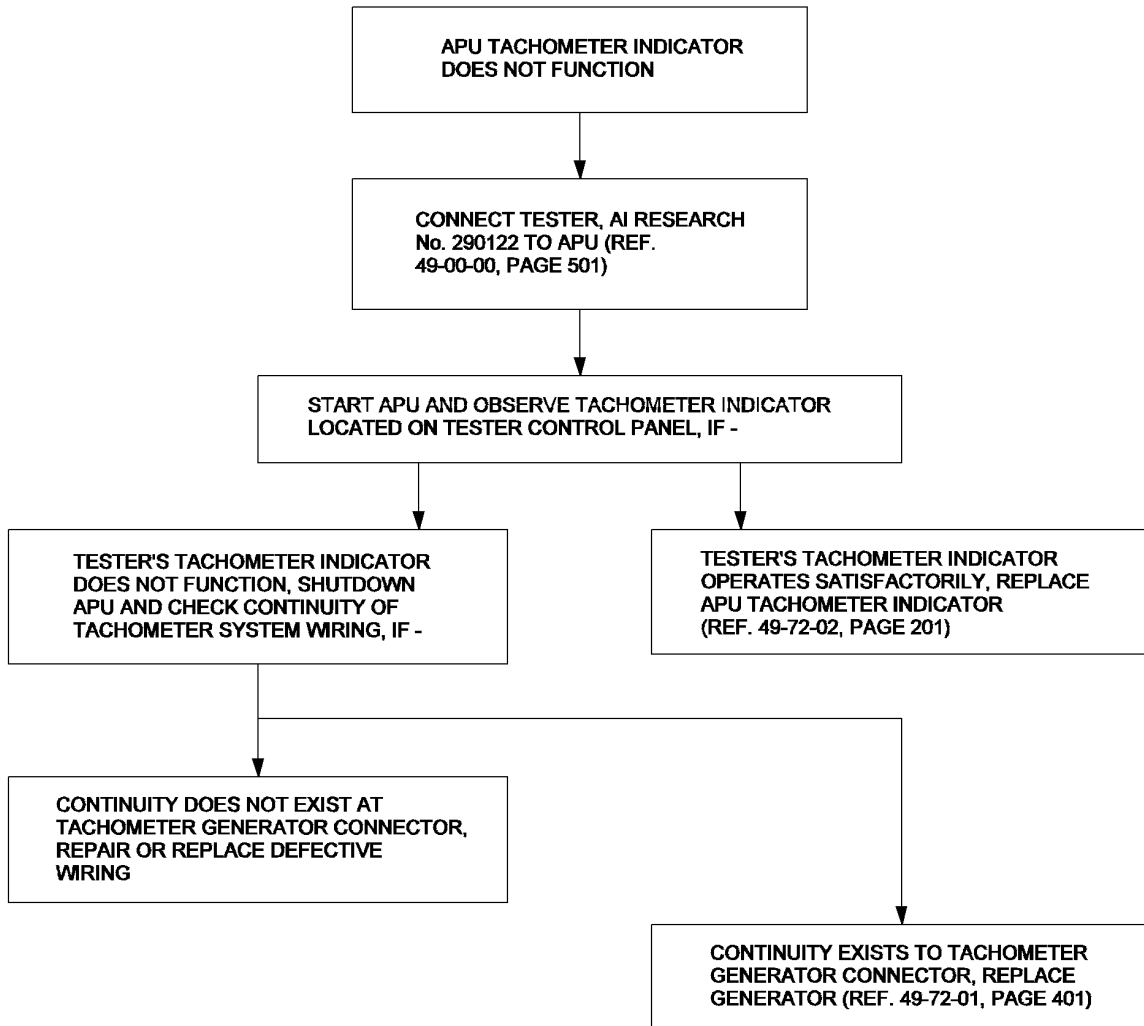 APU TACHOMETER INDICATOR
DOES NOT FUNCTION
CONNECT TESTER, AI RESEARCH
No. 290122 TO APU (REF.
49-00-00, PAGE 501)
START APU AND OBSERVE TACHOMETER INDICATOR
LOCATED ON TESTER CONTROL PANEL, IF -
TESTER'S TACHOMETER INDICATOR
DOES NOT FUNCTION, SHUTDOWN
APU AND CHECK CONTINUITY OF
TACHOMETER SYSTEM WIRING, IF -
TESTER'S TACHOMETER INDICATOR
OPERATES SATISFACTORILY, REPLACE
APU TACHOMETER INDICATOR
(REF. 49-72-02, PAGE 201)
CONTINUITY DOES NOT EXIST AT
TACHOMETER GENERATOR CONNECTOR,
REPAIR OR REPLACE DEFECTIVE
WIRING
CONTINUITY EXISTS TO TACHOMETER
GENERATOR CONNECTOR, REPLACE
GENERATOR (REF. 49-72-01, PAGE 401)